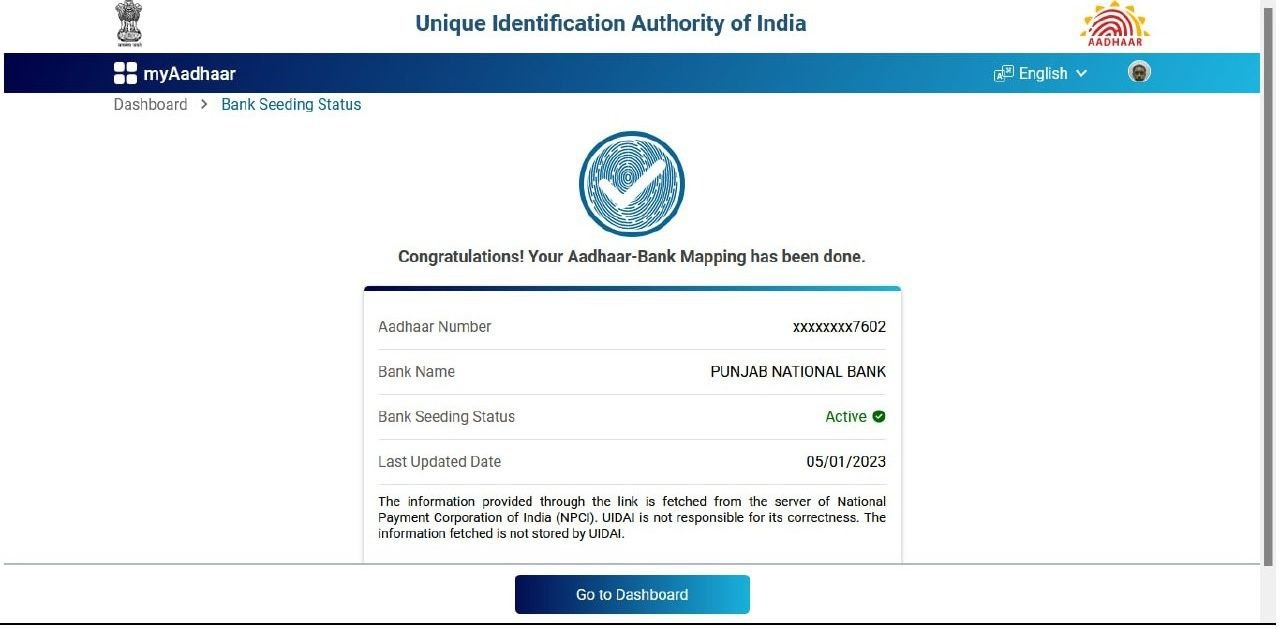 Unique Identification Authority of India
AADHAAR
myAadhaar
English
Dashboard > Bank Seeding Status
Congratulations! Your Aadhaar-Bank Mapping has been done.
Aadhaar Number xxxxxxxx7602
Bank Name PUNJAB NATIONAL BANK
Bank Seeding Status Active
Last Updated Date 05/01/2023
The information provided through the link is fetched from the server of National
Payment Corporation of India (NPCI). UIDAI is not responsible for its correctness. The
information fetched is not stored by UIDAI.
Go to Dashboard